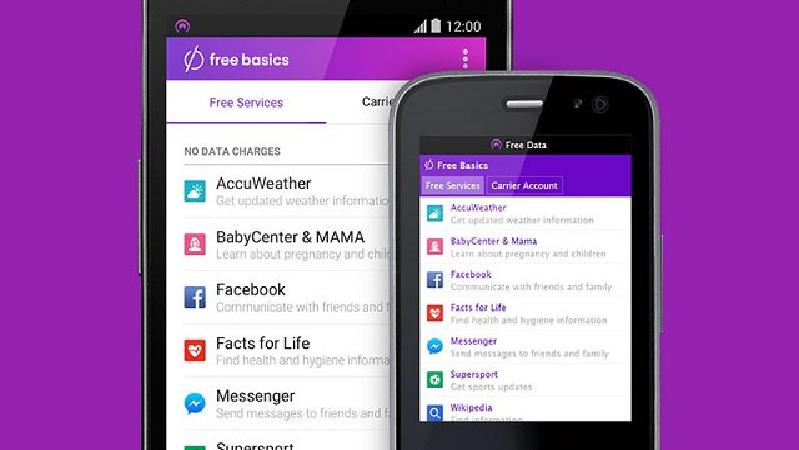 12:00
free basics
Free Services
Carrie
NO DATA CHARGES
AccuWeather
Get updated weather informatio
BabyCenter & MAMA
Learn about pregnancy and chil
Facebook
Communicate with friends and f
Facts for Life
Find health and hygiene informa
Messenger
Send messages to friends and f
Supersport
Free Data
Free Basics
Free Services
Carrier Account
AccuWeather
Get updated weather information
BabyCenter & Mama
Learn about pregnancy and children
Facebook
Communicate with friends and family
Facts for Life
Find health and hygiene information
Messenger
Send messages to friends and family
Supersport
Get sports updates
Wikipedia
Find information